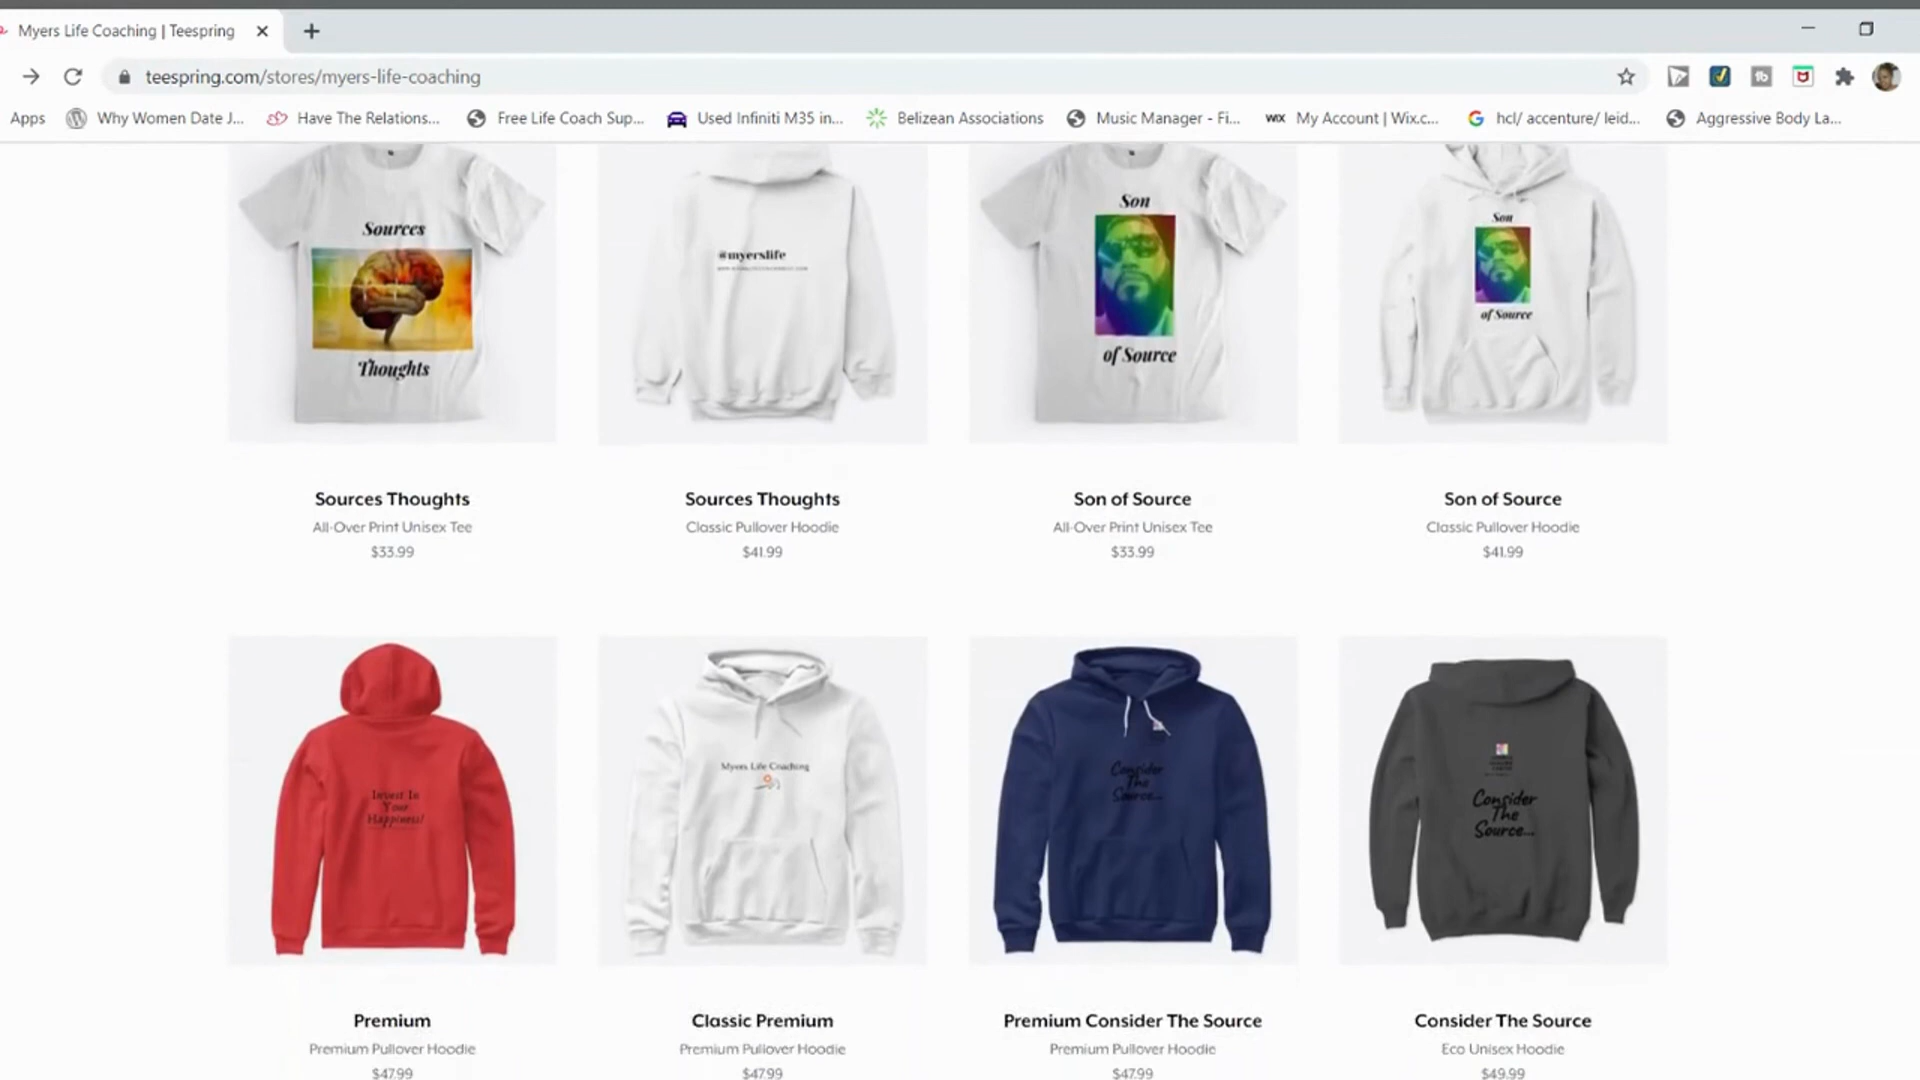 Myers Life Coaching | Teespring
teespring.com/stores/myers-life-coaching
Apps
Why Women Date J...
Have The Relations...
Free Life Coach Sup...
Used Infiniti M35 in...
Belizean Associations
Music Manager - Fi...
WIX
My Account | Wix.c...
hcl/ accenture/ leid...
Aggressive Body La...
Sources
Thoughts
@myerslife
Son
of Source
Son
of Source
Sources Thoughts
All-Over Print Unisex Tee
$33.99
Sources Thoughts
Classic Pullover Hoodie
$41.99
Son of Source
All-Over Print Unisex Tee
$33.99
Son of Source
Classic Pullover Hoodie
$41.99
Invest In
Your
Happiness!
Myers Life Coaching
Consider
The
Source...
Consider
The
Source...
Premium
Premium Pullover Hoodie
$47.99
Classic Premium
Premium Pullover Hoodie
$47.99
Premium Consider The Source
Premium Pullover Hoodie
$47.99
Consider The Source
Eco Unisex Hoodie
$49.99